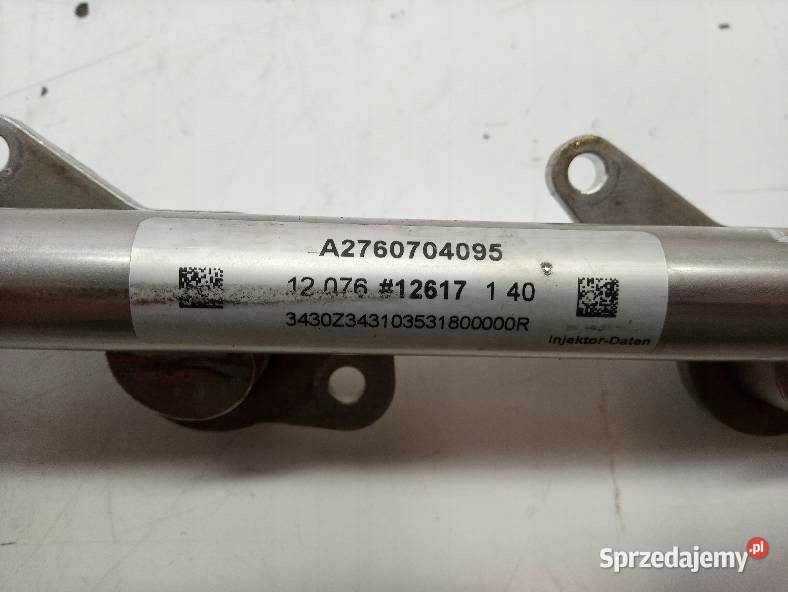 A2760704095
12 076 #12617 1 40
3430Z343103531800000R
Injektor-Daten
Sprzedajemy.pl